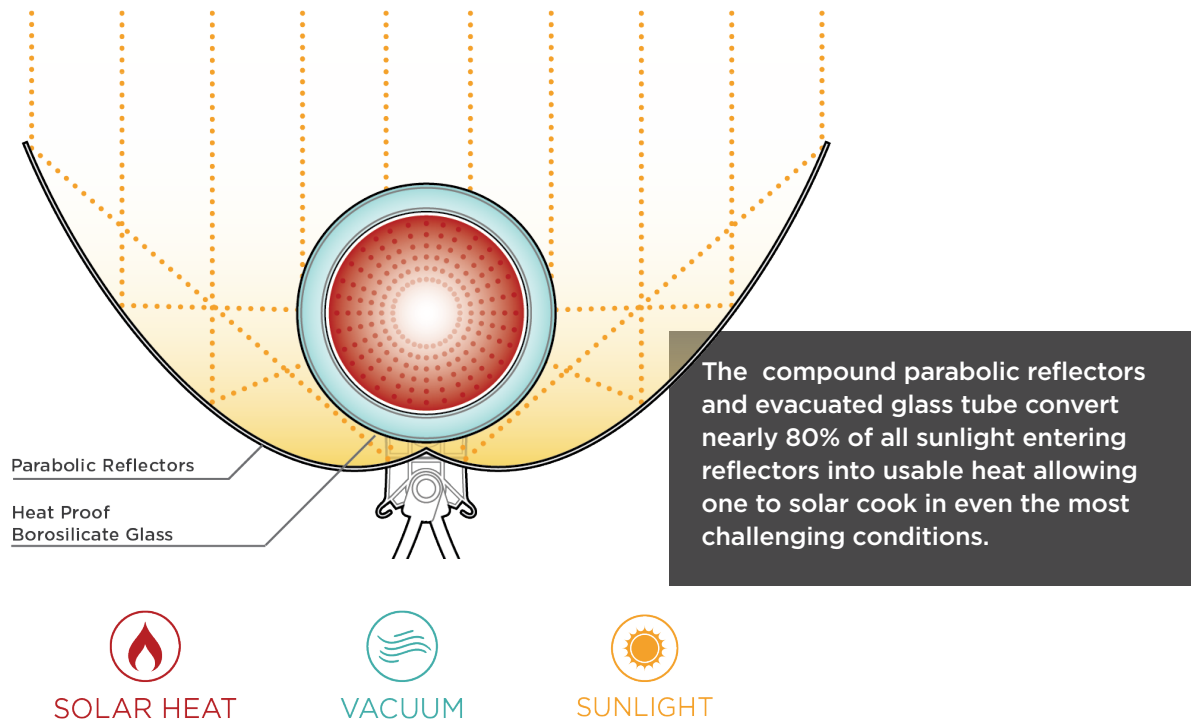 The compound parabolic reflectors
and evacuated glass tube convert
nearly 80% of all sunlight entering
reflectors into usable heat allowing
one to solar cook in even the most
challenging conditions.
Parabolic Reflectors
Heat Proof
Borosilicate Glass
SOLAR HEAT
VACUUM
SUNLIGHT